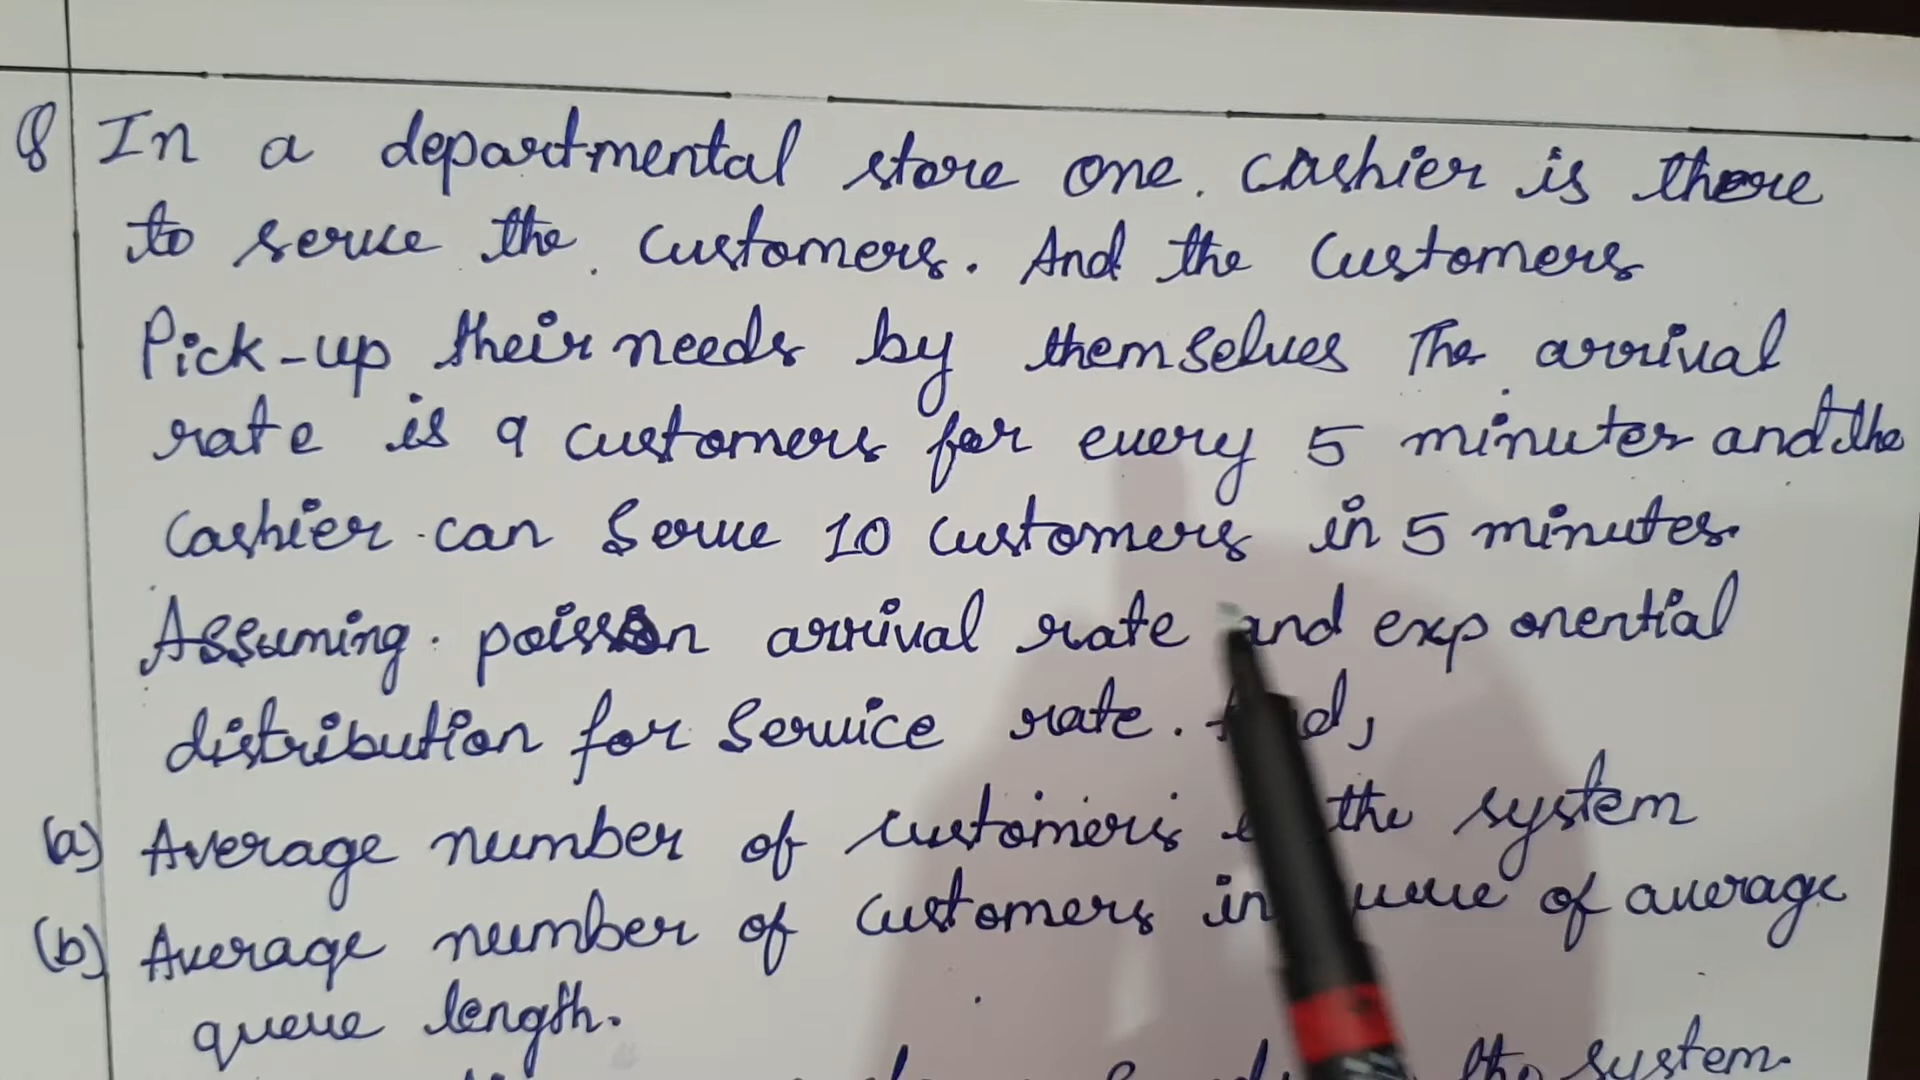 Q In a departmental store one cashier is there
to serve the customers. And the customers
Pick-up their needs by themselves The arrival
rate is 9 customers for every 5 minutes and the
cashier can serve 10 customers in 5 minutes.
Assuming poisson arrival rate and exponential
distribution for service rate.
(a) Average number of customers the system
(b) Average number of customers in queue of average
queue length.
the system.